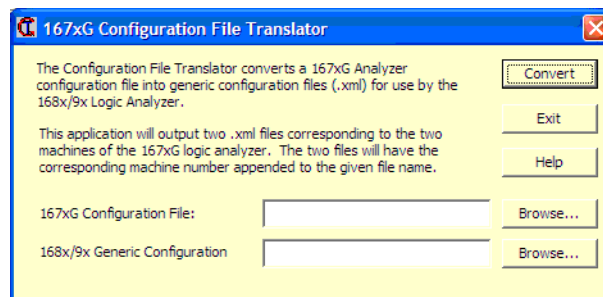 167xG Configuration File Translator
The Configuration File Translator converts a 167xG Analyzer
configuration file into generic configuration files (.xml) for use by the
168x/9x Logic Analyzer.
This application will output two .xml files corresponding to the two
machines of the 167xG logic analyzer. The two files will have the
corresponding machine number appended to the given file name.
Convert
Exit
Help
167xG Configuration File:
Browse...
168x/9x Generic Configuration
Browse...